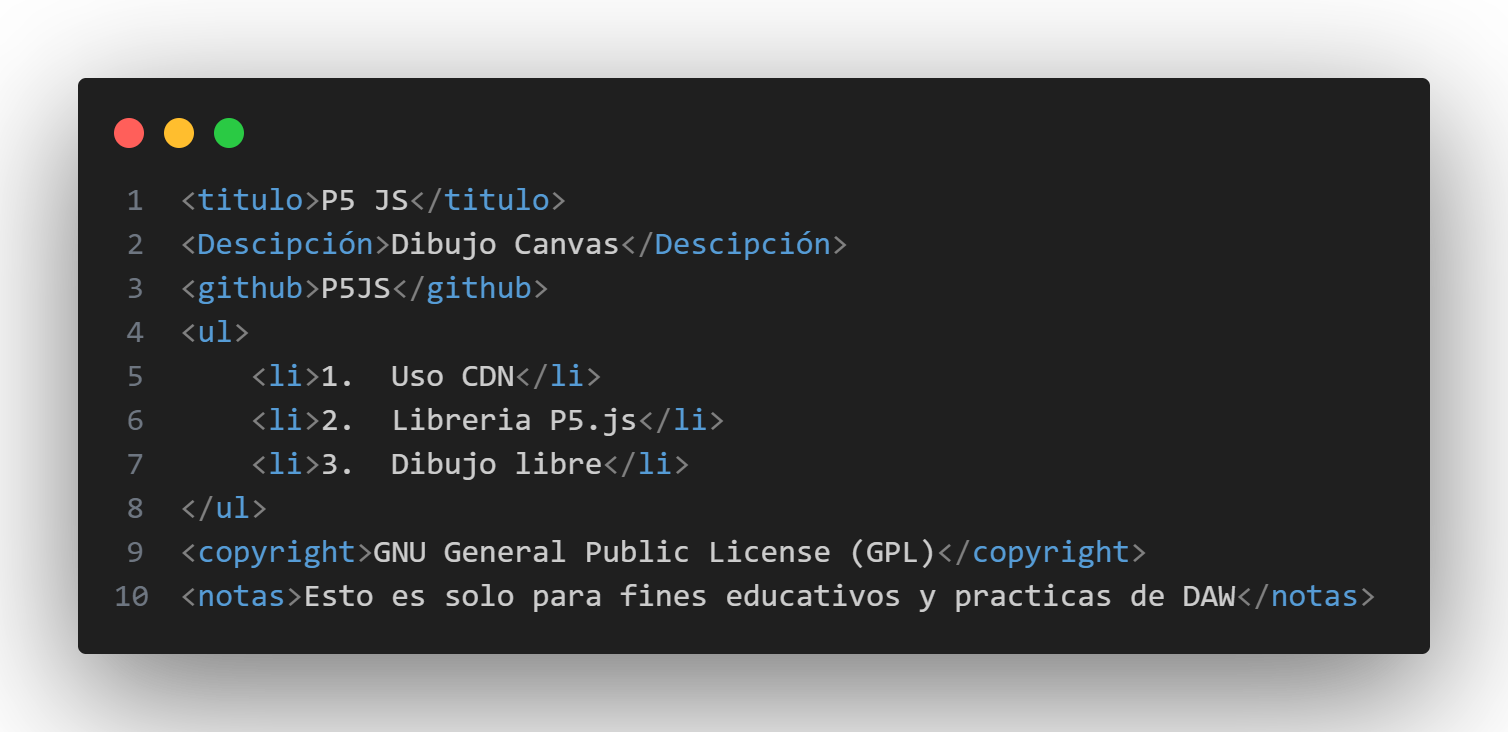 1 <titulo>P5 JS</titulo>
2 <Descipción>Dibujo Canvas</Descipción>
3 <github>P5JS</github>
4 <ul>
5     <li>1.  Uso CDN</li>
6     <li>2.  Libreria P5.js</li>
7     <li>3.  Dibujo libre</li>
8 </ul>
9 <copyright>GNU General Public License (GPL)</copyright>
10 <notas>Esto es solo para fines educativos y practicas de DAW</notas>